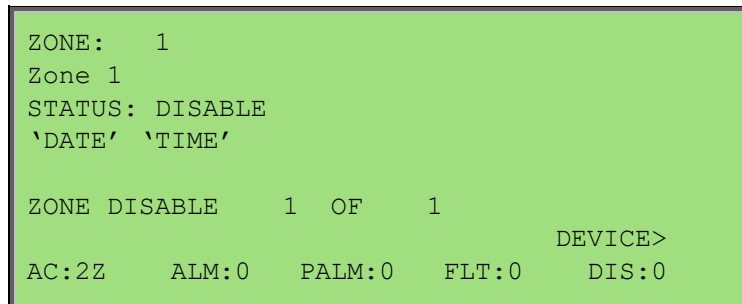 ZONE: 1
Zone 1
STATUS: DISABLE
‘DATE’ ‘TIME’
ZONE DISABLE 1 OF 1
DEVICE>
AC:2Z ALM:0 PALM:0 FLT:0 DIS:0